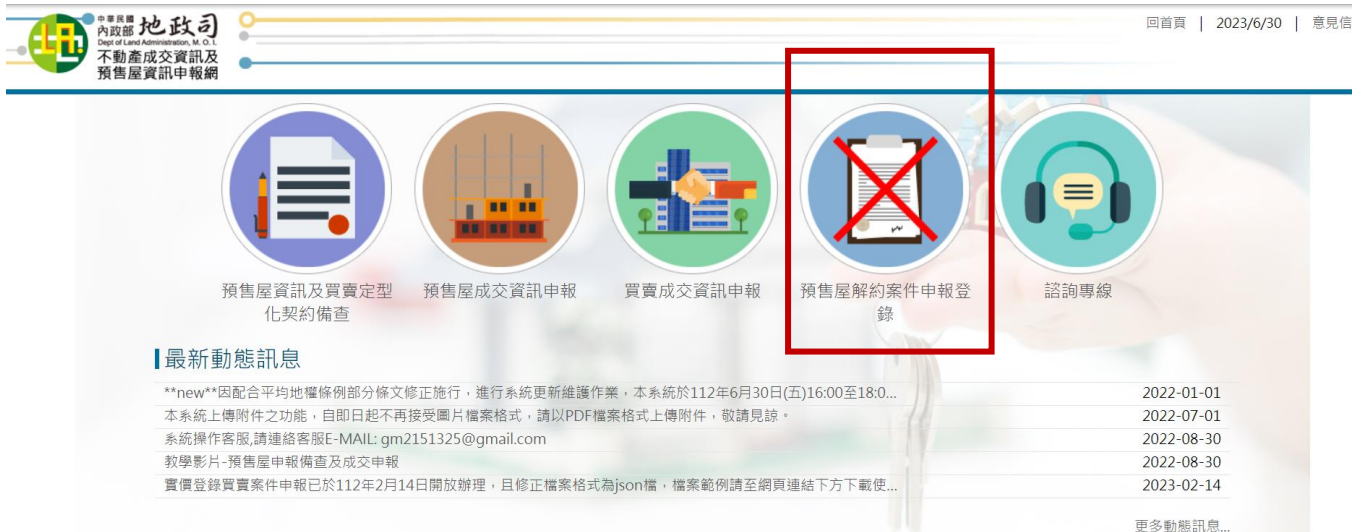 中華民國
內政部 地政司
Dept of Land Administration, M. O. I.
不動產成交資訊及
預售屋資訊申報網
回首頁 | 2023/6/30 | 意見信
預售屋資訊及買賣定型
化契約備查
預售屋成交資訊申報
買賣成交資訊申報
預售屋解約案件申報登
錄
諮詢專線
最新動態訊息
**new**因配合平均地權條例部分條文修正施行，進行系統更新維護作業，本系統於112年6月30日(五)16:00至18:0... 2022-01-01
本系統上傳附件之功能，自即日起不再接受圖片檔案格式，請以PDF檔案格式上傳附件，敬請見諒。 2022-07-01
系統操作客服,請連絡客服E-MAIL: gm2151325@gmail.com 2022-08-30
教學影片-預售屋申報備查及成交申報 2022-08-30
實價登錄買賣案件申報已於112年2月14日開放辦理，且修正檔案格式為json檔，檔案範例請至網頁連結下方下載使... 2023-02-14
更多動態訊息...